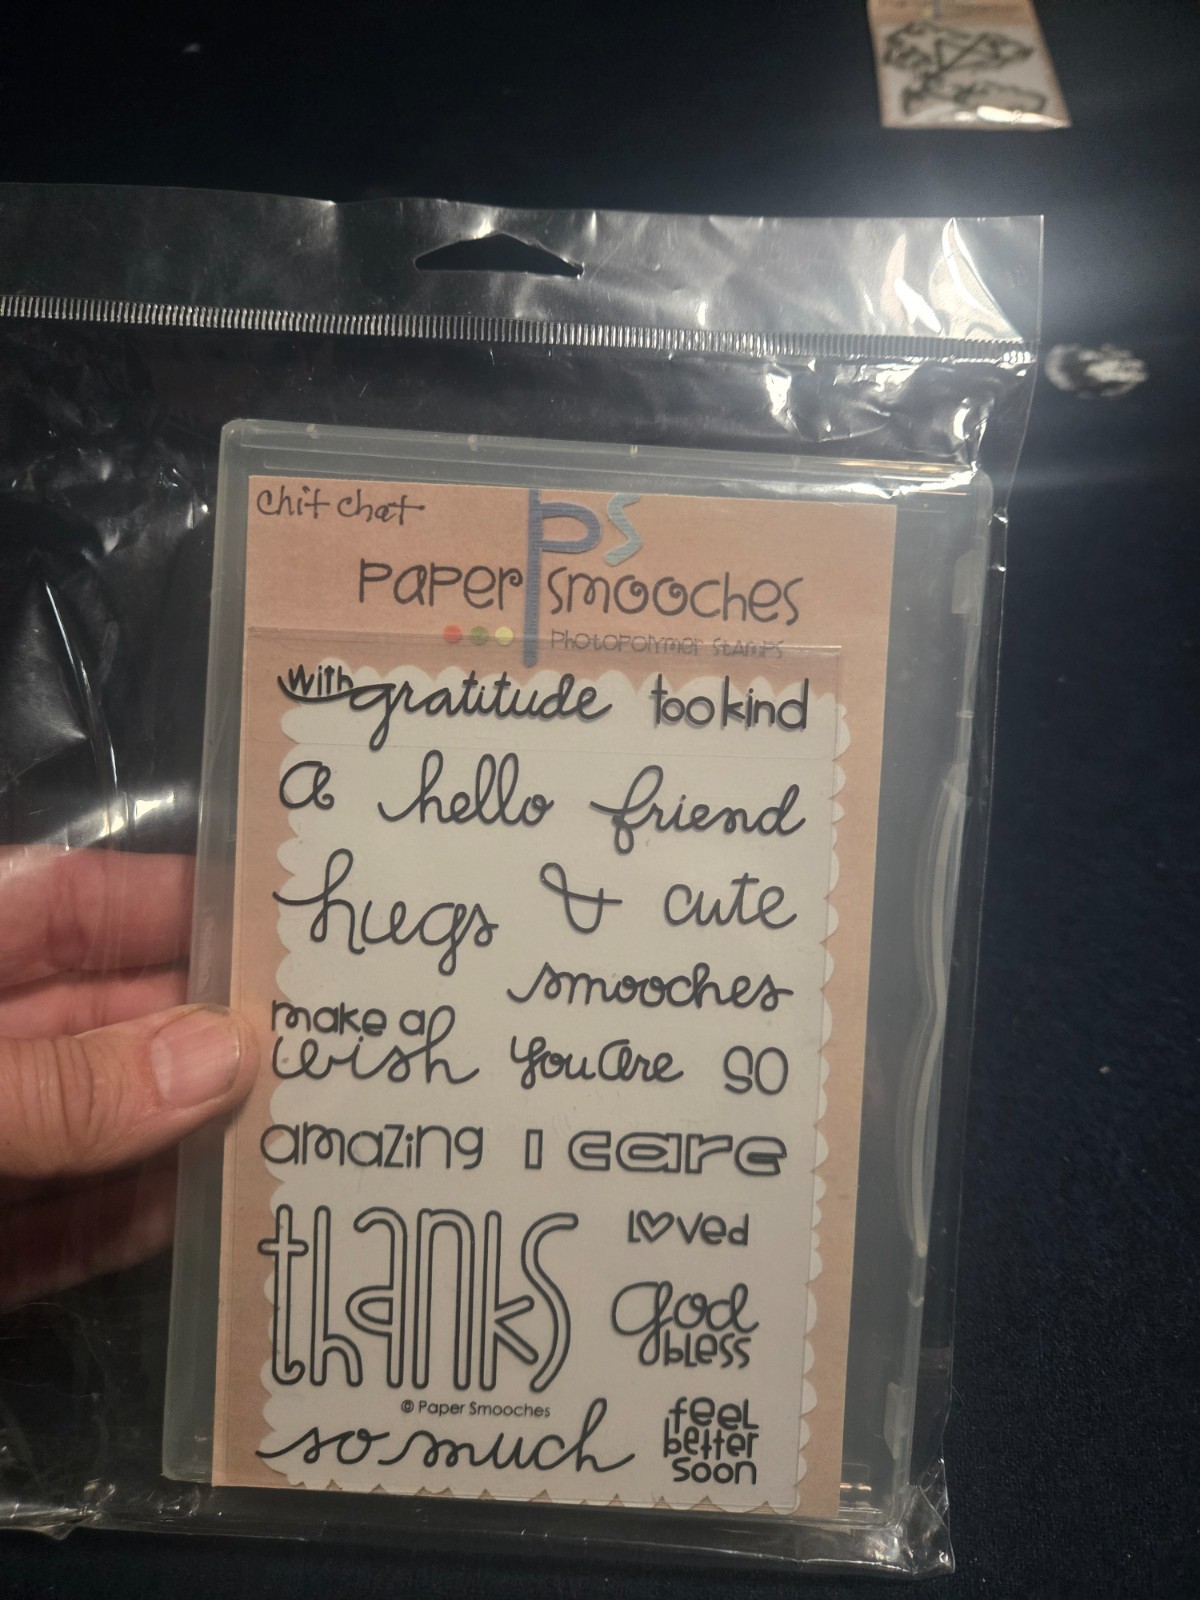 chit chat
PS
PAPER SMOOCHES
PHOTOPOLYMER STAMPS
with gratitude too kind
a hello friend
hugs & cute
smooches
make a
wish you are so
amazing I care
thanks loved
god
bless
© Paper Smooches
so much feel
better
soon